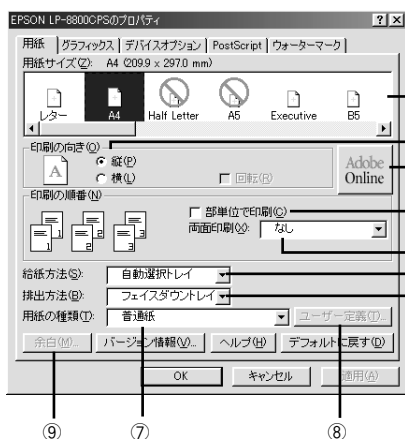 EPSON LP-8800CPSのプロパティ
用紙 グラフィックス デバイスオプション PostScript ウォーターマーク
用紙サイズ(Z): A4 (209.9 x 297.0 mm)
レター A4 Half Letter A5 Executive B5
印刷の向き(O)
A 縦(P)
横(L) 回転(R)
Adobe Online
印刷の順番(N)
1 1 2 2 3 3
部単位で印刷(C)
両面印刷(X): なし
給紙方法(S): 自動選択トレイ
排出方法(B): フェイスダウントレイ
用紙の種類(T): 普通紙 ユーザー定義(I)...
余白(M)... バージョン情報(V)... ヘルプ(H) デフォルトに戻す(D)
OK キャンセル 適用(A)
⑨ ⑦ ⑧